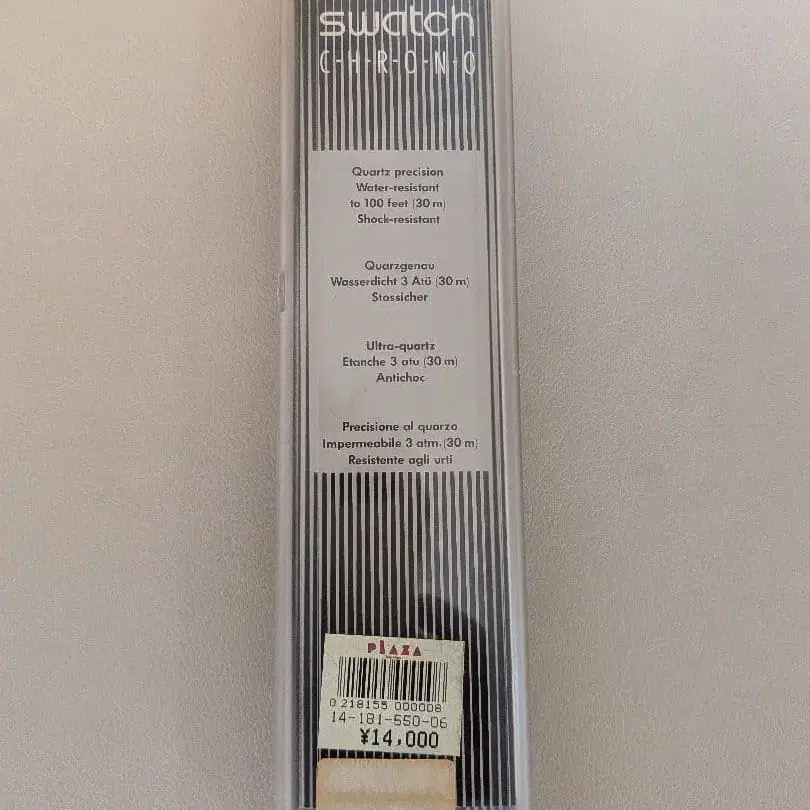 swatch
C-H-R-O-N-O
Quartz precision
Water-resistant
to 100 feet (30 m)
Shock-resistant
Quarzgenau
Wasserdicht 3 Atü (30 m)
Stossicher
Ultra-quartz
Etanche 3 atu (30 m)
Antichoc
Precisione al quarzo
Impermeabile 3 atm. (30 m)
Resistente agli urti
PLAZA
0 218155 000008
14-181-550-06
¥14,000